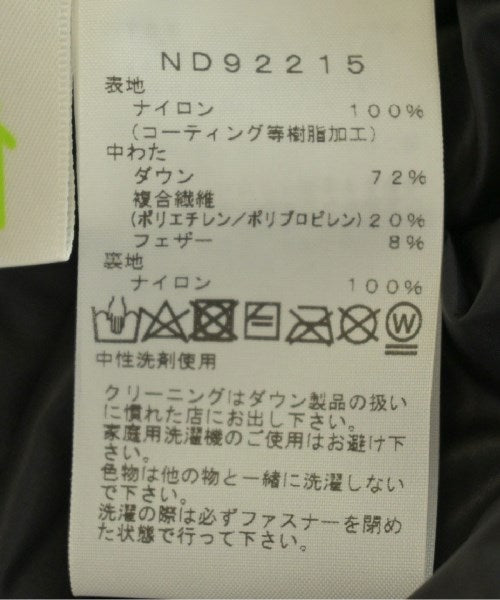 ND92215
表地
ナイロン 100%
(コーティング等樹脂加工)
中わた
ダウン 72%
複合繊維
(ポリエチレン/ポリプロピレン) 20%
フェザー 8%
裏地
ナイロン 100%
W
中性洗剤使用
クリーニングはダウン製品の扱い
に慣れた店にお出し下さい。
家庭用洗濯機のご使用はお避け下
さい。
色物は他の物と一緒に洗濯しない
で下さい。
洗濯の際は必ずファスナーを閉め
た状態で行って下さい。